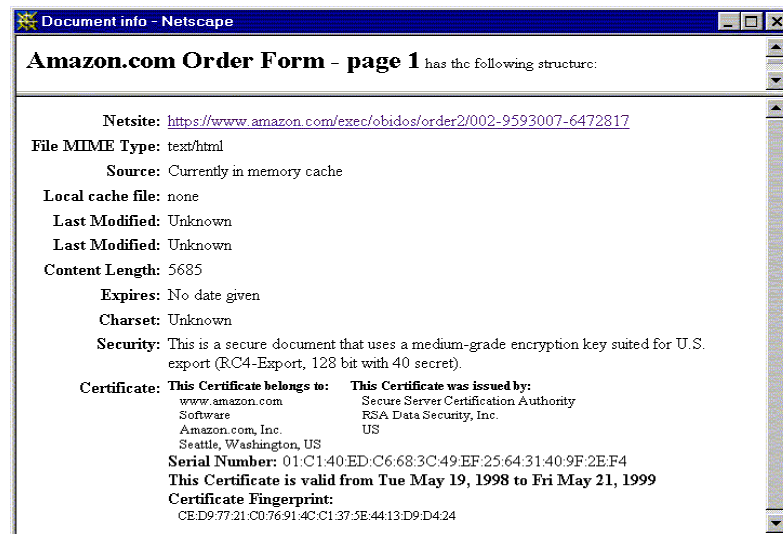 Document info - Netscape
Amazon.com Order Form - page 1 has the following structure:
Netsite: https://www.amazon.com/exec/obidos/order2/002-9593007-6472817
File MIME Type: text/html
Source: Currently in memory cache
Local cache file: none
Last Modified: Unknown
Last Modified: Unknown
Content Length: 5685
Expires: No date given
Charset: Unknown
Security: This is a secure document that uses a medium-grade encryption key suited for U.S.
export (RC4-Export, 128 bit with 40 secret).
Certificate: This Certificate belongs to: This Certificate was issued by:
www.amazon.com Secure Server Certification Authority
Software RSA Data Security, Inc.
Amazon.com, Inc. US
Seattle, Washington, US
Serial Number: 01:C1:40:ED:C6:68:3C:49:EF:25:64:31:40:9F:2E:F4
This Certificate is valid from Tue May 19, 1998 to Fri May 21, 1999
Certificate Fingerprint:
CE:D9:77:21:C0:76:91:4C:C1:37:5E:44:13:D9:D4:24